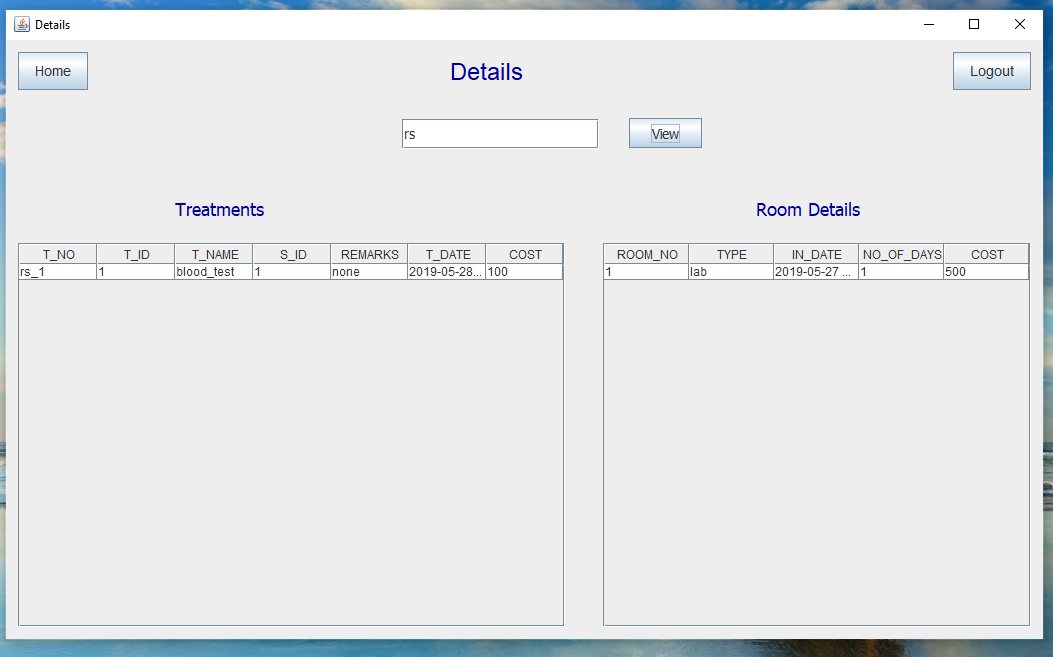 Details
Home Details Logout
rs View
Treatments Room Details
T_NO T_ID T_NAME S_ID REMARKS T_DATE COST ROOM_NO TYPE IN_DATE NO_OF_DAYS COST
rs_1 1 blood_test 1 none 2019-05-28... 100 1 lab 2019-05-27 ... 1 500